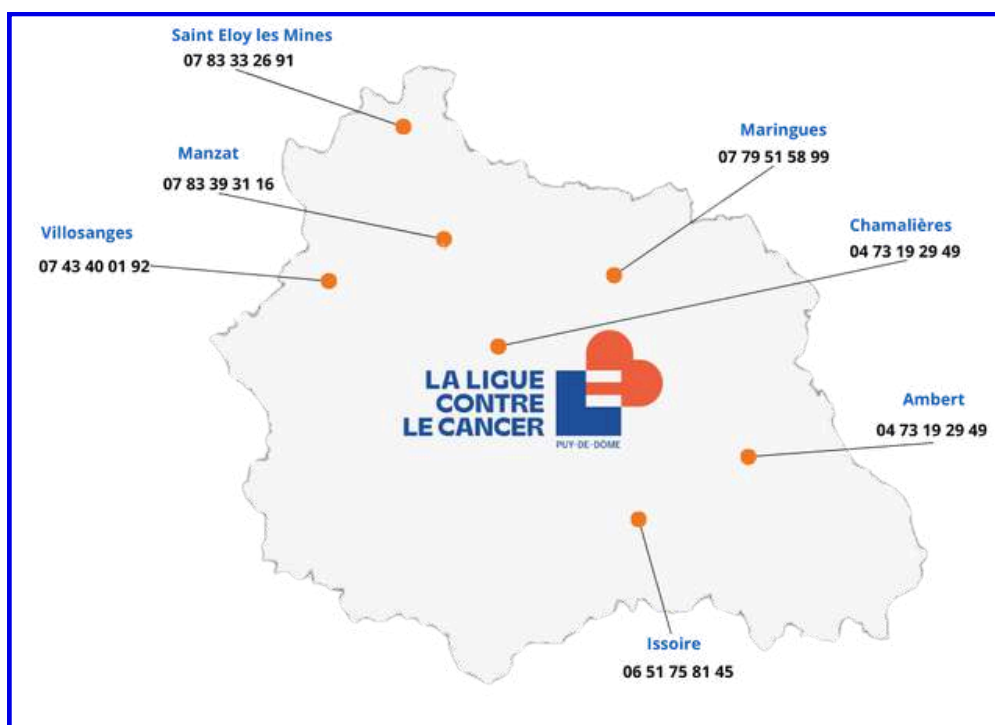 Saint Eloy les Mines
07 83 33 26 91
Maringues
07 79 51 58 99
Manzat
07 83 39 31 16
Villosanges
07 43 40 01 92
Chamalières
04 73 19 29 49
LA LIGUE
CONTRE
LE CANCER
PUY-DE-DÔME
Ambert
04 73 19 29 49
Issoire
06 51 75 81 45